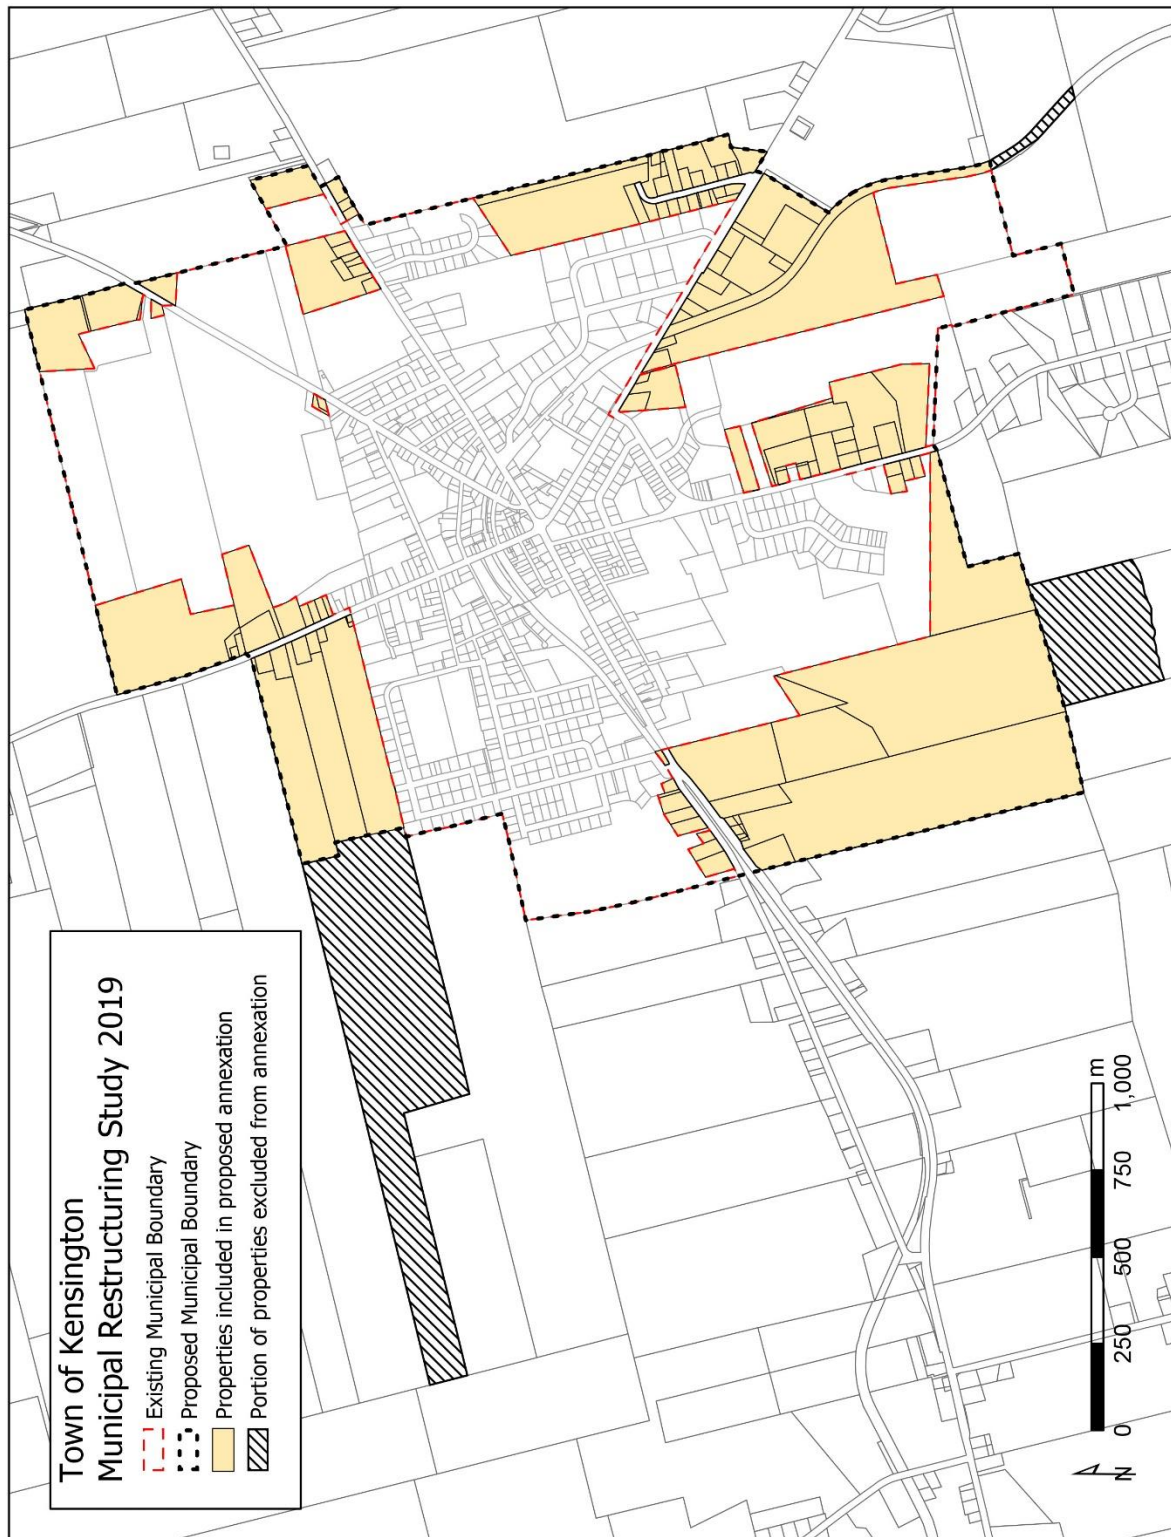 Town of Kensington
Municipal Restructuring Study 2019
Existing Municipal Boundary
Proposed Municipal Boundary
Properties included in proposed annexation
Portion of properties excluded from annexation
N
0 250 500 750 1,000 m